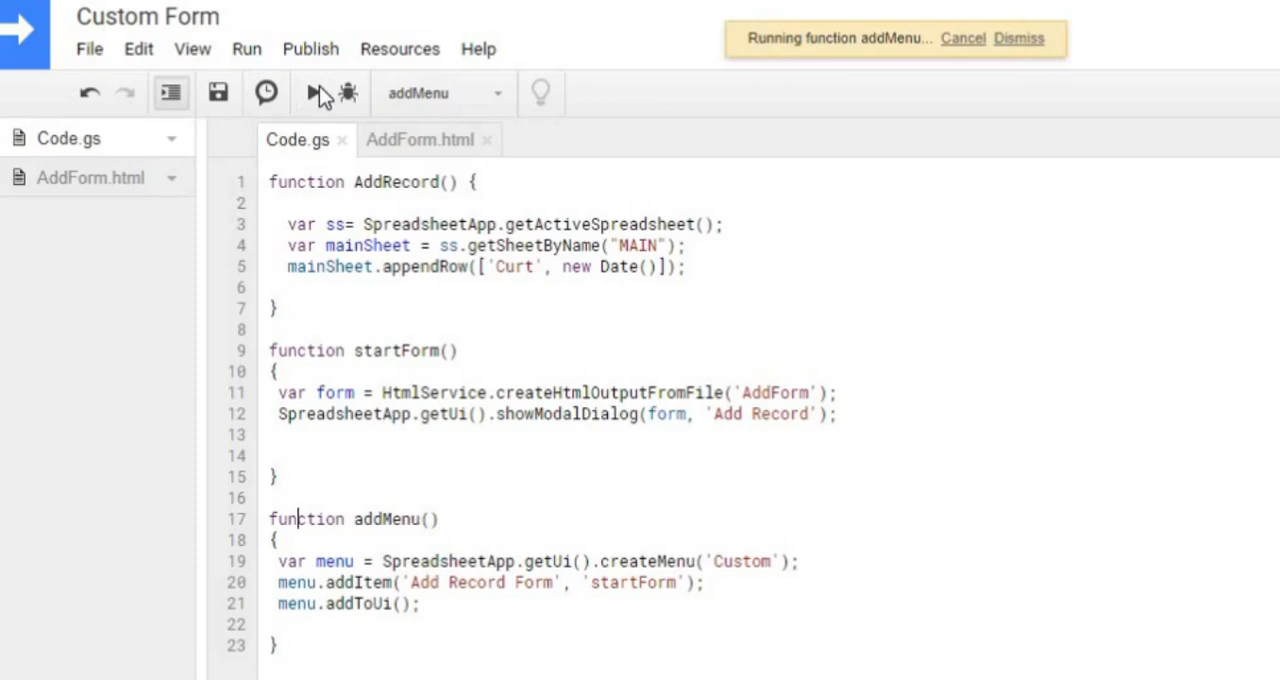 Custom Form
File Edit View Run Publish Resources Help
Running function addMenu... Cancel Dismiss
addMenu
Code.gs
AddForm.html
Code.gs × AddForm.html ×
1 function AddRecord() {
2
3 var ss= SpreadsheetApp.getActiveSpreadsheet();
4 var mainSheet = ss.getSheetByName("MAIN");
5 mainSheet.appendRow(['Curt', new Date()]);
6
7 }
8
9 function startForm()
10 {
11 var form = HtmlService.createHtmlOutputFromFile('AddForm');
12 SpreadsheetApp.getUi().showModalDialog(form, 'Add Record');
13
14
15 }
16
17 function addMenu()
18 {
19 var menu = SpreadsheetApp.getUi().createMenu('Custom');
20 menu.addItem('Add Record Form', 'startForm');
21 menu.addToUi();
22
23 }